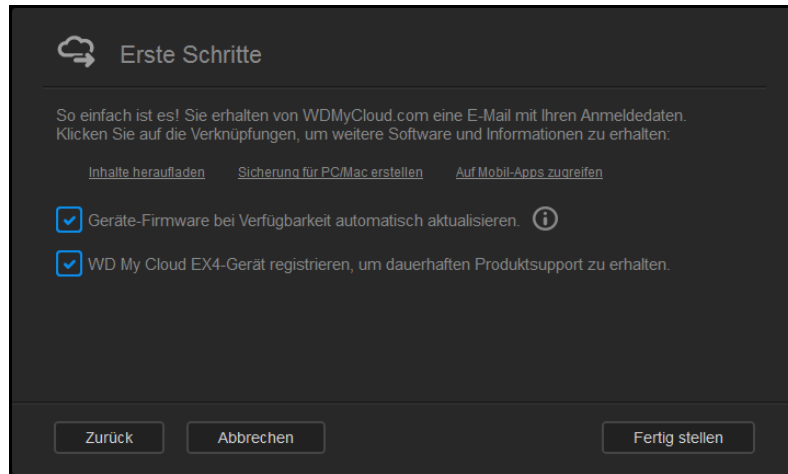 Erste Schritte
So einfach ist es! Sie erhalten von WDMyCloud.com eine E-Mail mit Ihren Anmeldedaten.
Klicken Sie auf die Verknüpfungen, um weitere Software und Informationen zu erhalten:
Inhalte heraufladen Sicherung für PC/Mac erstellen Auf Mobil-Apps zugreifen
Geräte-Firmware bei Verfügbarkeit automatisch aktualisieren.
WD My Cloud EX4-Gerät registrieren, um dauerhaften Produktsupport zu erhalten.
Zurück Abbrechen Fertig stellen